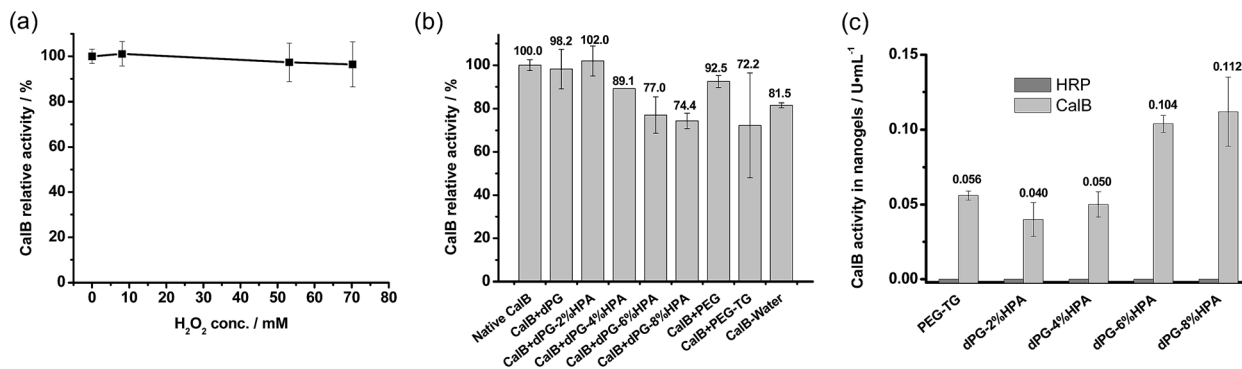 (a)
CalB relative activity / %
100
80
60
40
20
0
0 10 20 30 40 50 60 70 80
H₂O₂ conc. / mM
(b)
CalB relative activity / %
100
80
60
40
20
0
100.0
98.2
102.0
89.1
77.0
74.4
92.5
72.2
81.5
Native CalB
CalB+dPG
CalB+dPG-2%HPA
CalB+dPG-4%HPA
CalB+dPG-6%HPA
CalB+dPG-8%HPA
CalB+PEG
CalB+PEG-TG
CalB-Water
(c)
CalB activity in nanogels / U•mL⁻¹
0.15
0.10
0.05
0.00
HRP
CalB
0.056
0.040
0.050
0.104
0.112
PEG-TG
dPG-2%HPA
dPG-4%HPA
dPG-6%HPA
dPG-8%HPA